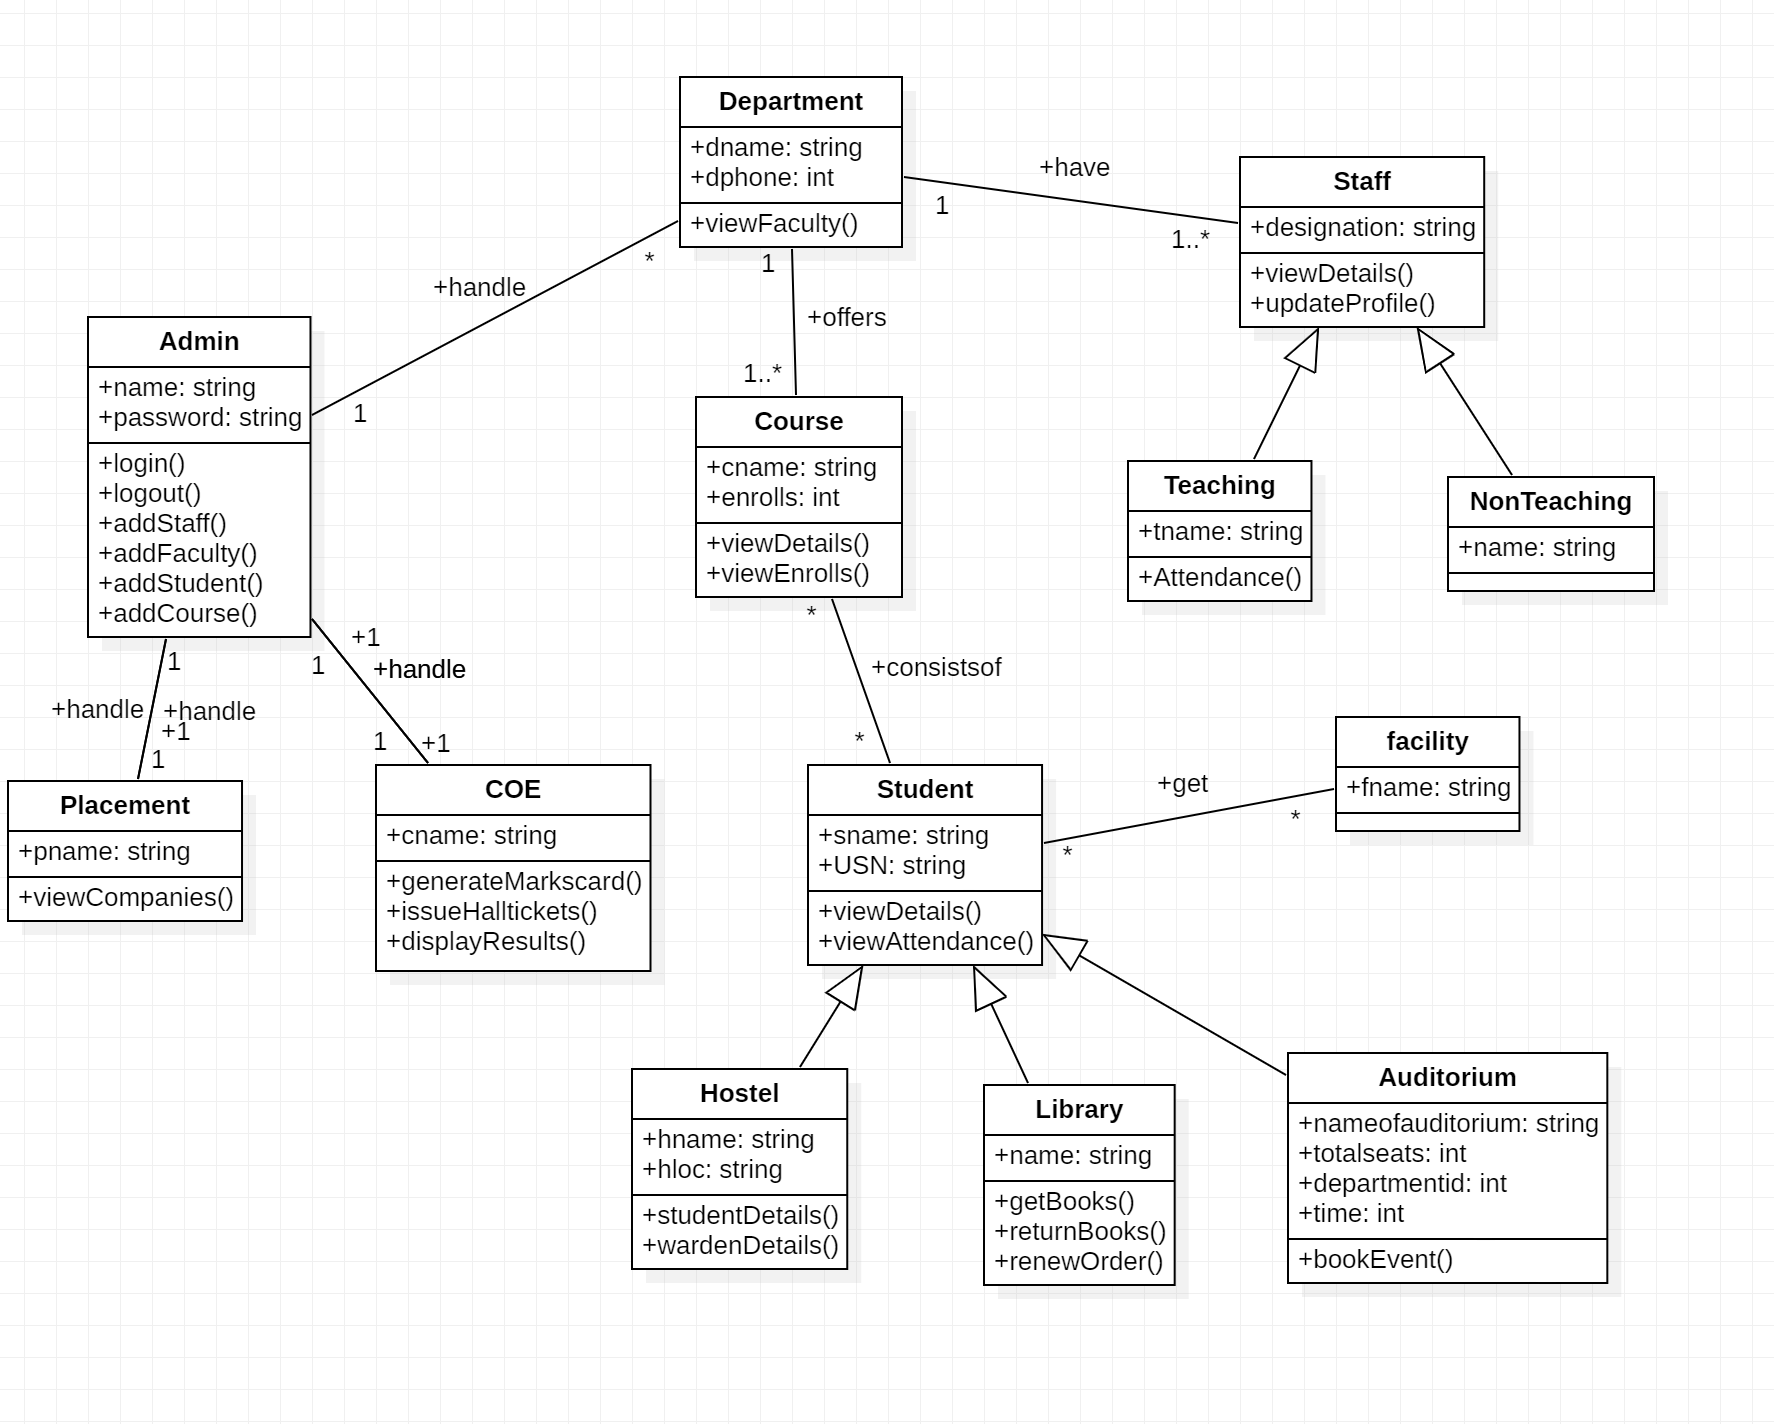 Department
+dname: string
+dphone: int
+viewFaculty()
+have
1
1..*
Staff
+designation: string
+viewDetails()
+updateProfile()
+handle
*
1
1
+offers
1..*
Admin
+name: string
+password: string
+login()
+logout()
+addStaff()
+addFaculty()
+addStudent()
+addCourse()
Course
+cname: string
+enrolls: int
+viewDetails()
+viewEnrolls()
Teaching
+tname: string
+Attendance()
NonTeaching
+name: string
*
+consistsof
*
1
+handle
+handle
+1
1
+1
1
+handle
1
+1
Placement
+pname: string
+viewCompanies()
COE
+cname: string
+generateMarkscard()
+issueHalltickets()
+displayResults()
Student
+sname: string
+USN: string
+viewDetails()
+viewAttendance()
+get
*
*
facility
+fname: string
Hostel
+hname: string
+hloc: string
+studentDetails()
+wardenDetails()
Library
+name: string
+getBooks()
+returnBooks()
+renewOrder()
Auditorium
+nameofauditorium: string
+totalseats: int
+departmentid: int
+time: int
+bookEvent()